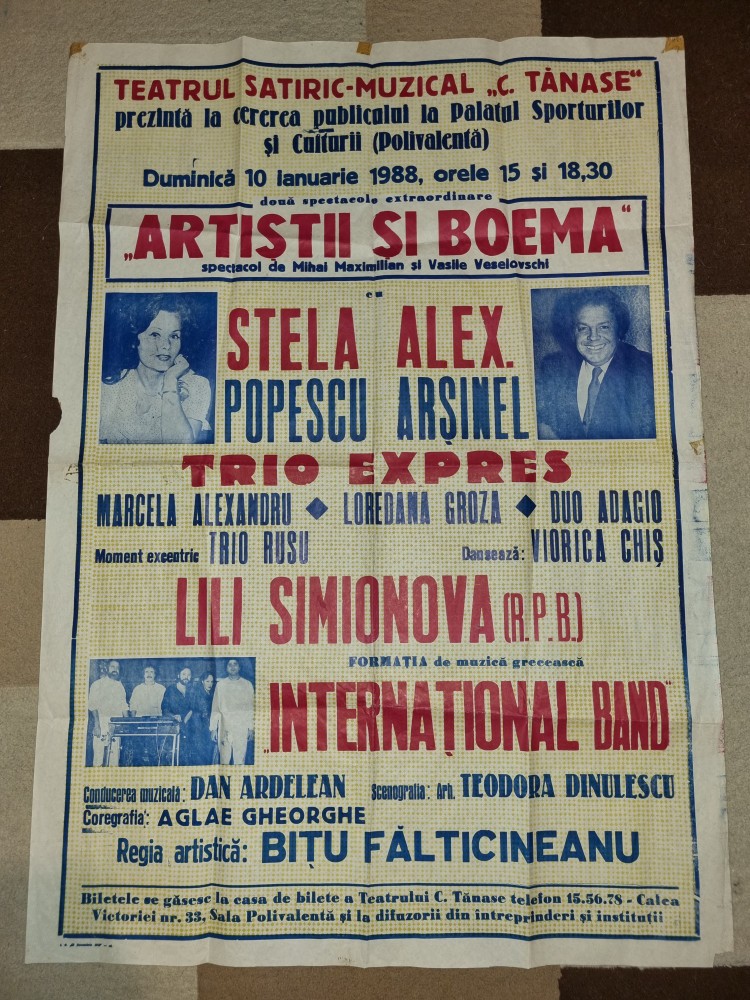 TEATRUL SATIRIC-MUZICAL „C. TĂNASE“
prezintă la cererea publicului la Palatul Sporturilor
și Culturii (Polivalentă)
Duminică 10 Ianuarie 1988, orele 15 și 18,30
două spectacole extraordinare
„ARTIȘTII ȘI BOEMA“
spectacol de Mihai Maximilian și Vasile Veselovschi
cu
STELA ALEX.
POPESCU ARȘINEL
TRIO EXPRES
MARCELA ALEXANDRU ◆ LOREDANA GROZA ◆ DUO ADAGIO
Moment excentric TRIO RUSU Dansează: VIORICA CHIȘ
LILI SIMIONOVA (R.P.B.)
FORMAȚIA de muzică grecească
„INTERNAȚIONAL BAND“
Conducerea muzicală: DAN ARDELEAN Scenografia: Arh. TEODORA DINULESCU
Coregrafia: AGLAE GHEORGHE
Regia artistică: BIȚU FĂLTICINEANU
Biletele se găsesc la casa de bilete a Teatrului C. Tănase telefon 15.56.78 - Calea
Victoriei nr. 33, Sala Polivalentă și la difuzorii din întreprinderi și instituții